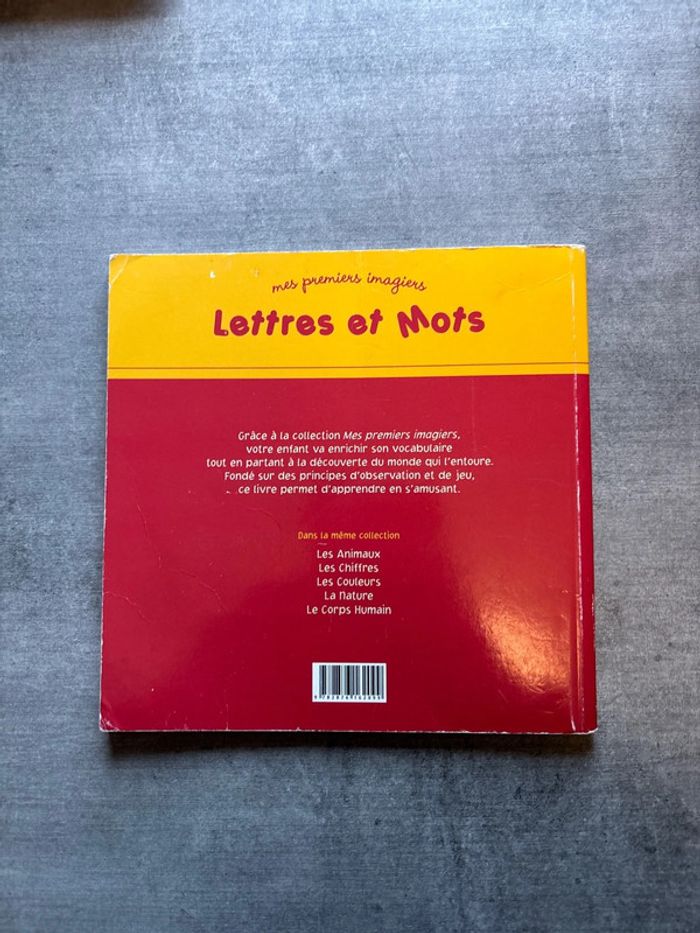 mes premiers imagiers
Lettres et Mots
Grâce à la collection Mes premiers imagiers,
votre enfant va enrichir son vocabulaire
tout en partant à la découverte du monde qui l'entoure.
Fondé sur des principes d'observation et de jeu,
ce livre permet d'apprendre en s'amusant.
Dans la même collection
Les Animaux
Les Chiffres
Les Couleurs
La Nature
Le Corps Humain